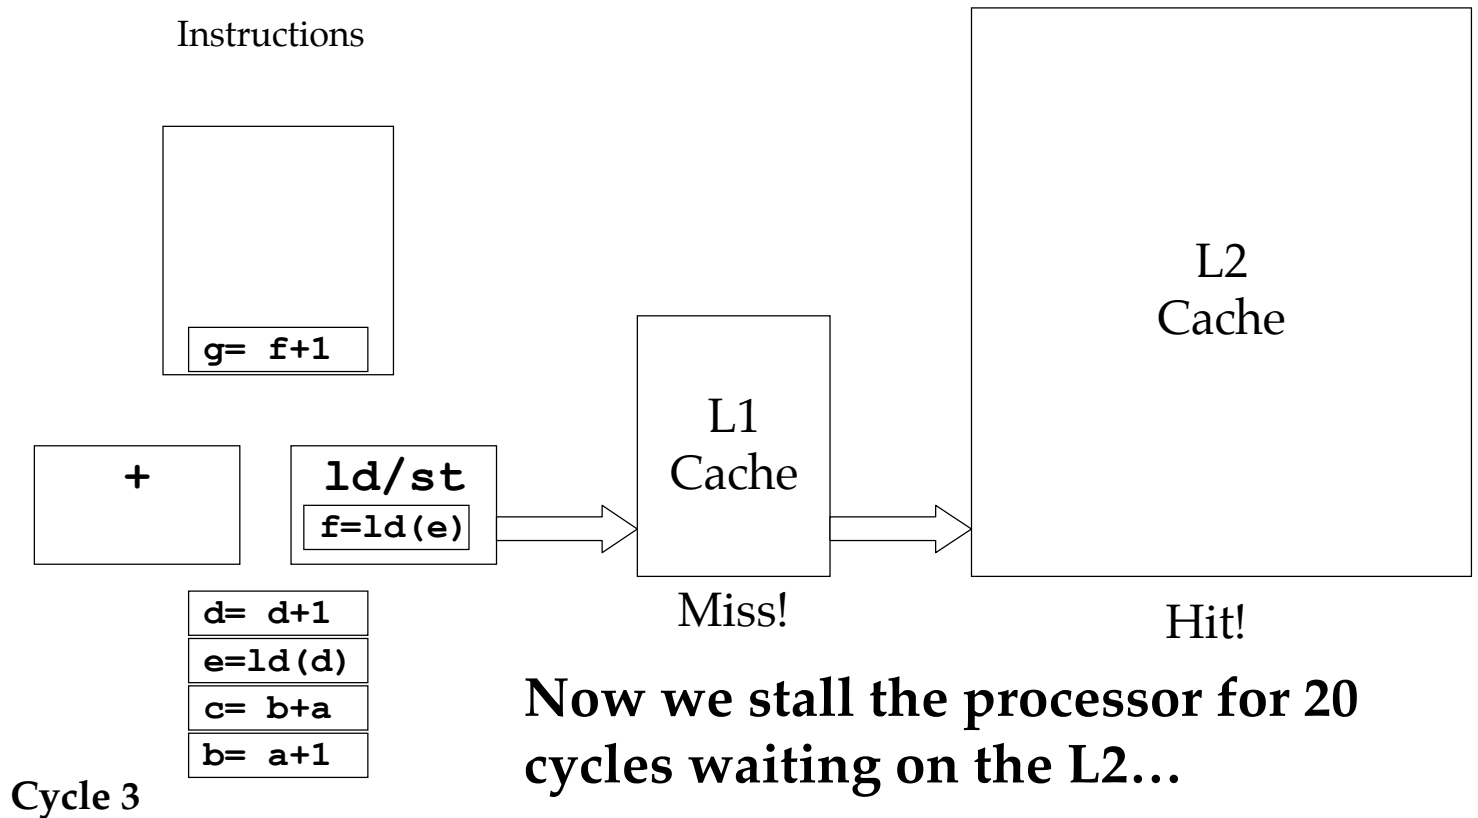 Instructions
g= f+1
+
ld/st
f=ld(e)
L1
Cache
Miss!
L2
Cache
Hit!
d= d+1
e=ld(d)
c= b+a
b= a+1
Now we stall the processor for 20
cycles waiting on the L2…
Cycle 3